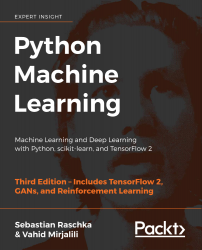 EXPERT INSIGHT
Python
Machine
Learning
Machine Learning and Deep Learning
with Python, scikit-learn, and TensorFlow 2
Third Edition – Includes TensorFlow 2,
GANs, and Reinforcement Learning
Sebastian Raschka
& Vahid Mirjalili
Packt>